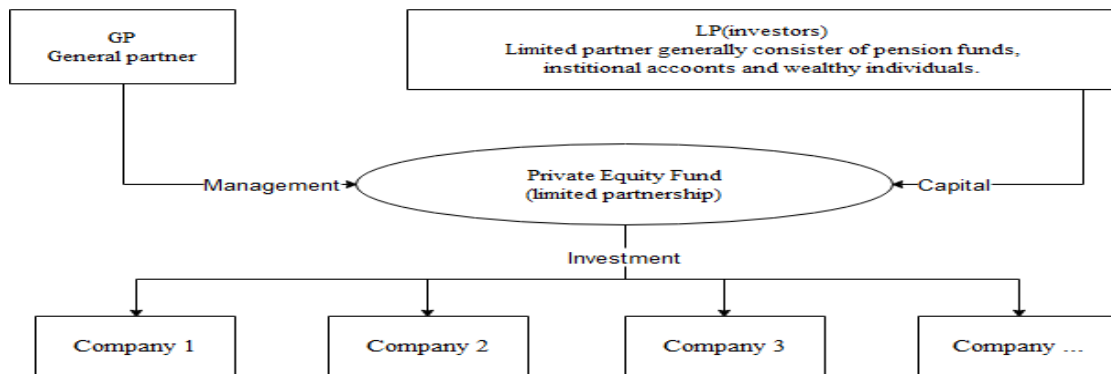 GP
General partner
LP(investors)
Limited partner generally consister of pension funds,
institional accoonts and wealthy individuals.
Management
Private Equity Fund
(limited partnership)
Capital
Investment
Company 1
Company 2
Company 3
Company ...